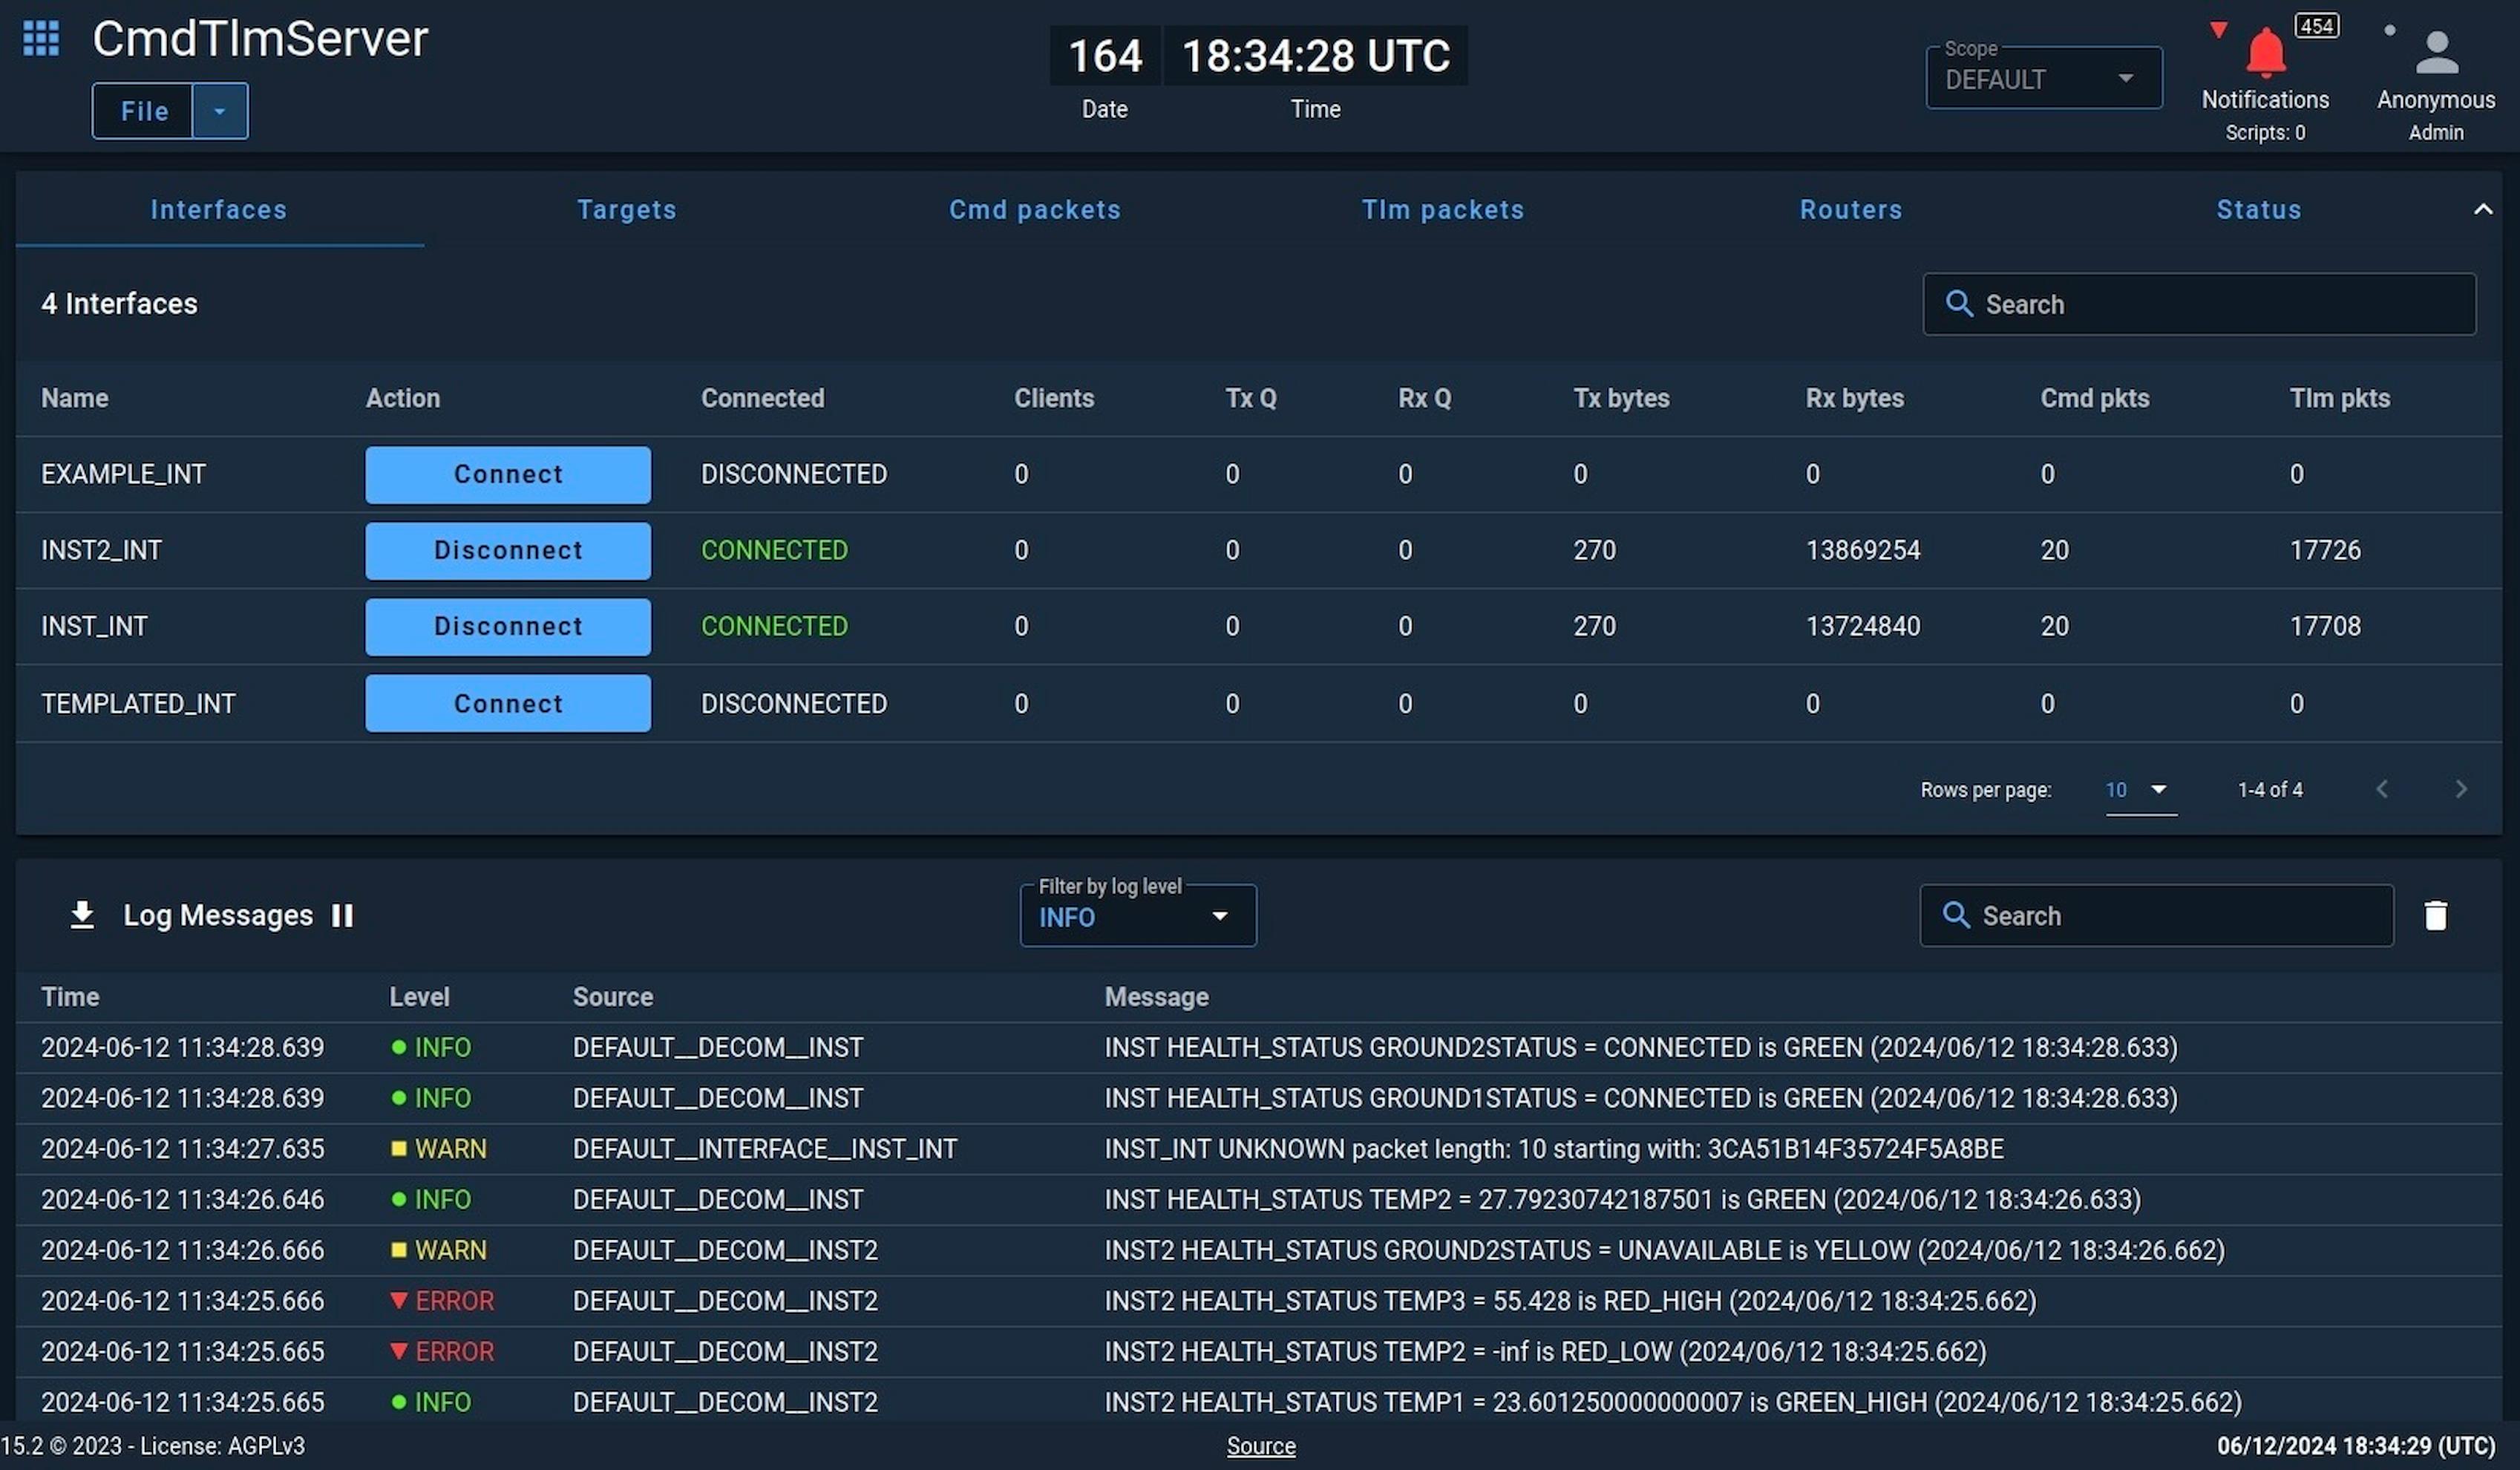 CmdTlmServer
File
164 18:34:28 UTC
Date Time
Scope
DEFAULT
454
Notifications
Scripts: 0
Anonymous
Admin
Interfaces Targets Cmd packets Tlm packets Routers Status
4 Interfaces Search
Name Action Connected Clients Tx Q Rx Q Tx bytes Rx bytes Cmd pkts Tlm pkts
EXAMPLE_INT Connect DISCONNECTED 0 0 0 0 0 0 0
INST2_INT Disconnect CONNECTED 0 0 0 270 13869254 20 17726
INST_INT Disconnect CONNECTED 0 0 0 270 13724840 20 17708
TEMPLATED_INT Connect DISCONNECTED 0 0 0 0 0 0 0
Rows per page: 10 1-4 of 4
Log Messages
Filter by log level
INFO
Search
Time Level Source Message
2024-06-12 11:34:28.639 INFO DEFAULT__DECOM__INST INST HEALTH_STATUS GROUND2STATUS = CONNECTED is GREEN (2024/06/12 18:34:28.633)
2024-06-12 11:34:28.639 INFO DEFAULT__DECOM__INST INST HEALTH_STATUS GROUND1STATUS = CONNECTED is GREEN (2024/06/12 18:34:28.633)
2024-06-12 11:34:27.635 WARN DEFAULT__INTERFACE__INST_INT INST_INT UNKNOWN packet length: 10 starting with: 3CA51B14F35724F5A8BE
2024-06-12 11:34:26.646 INFO DEFAULT__DECOM__INST INST HEALTH_STATUS TEMP2 = 27.79230742187501 is GREEN (2024/06/12 18:34:26.633)
2024-06-12 11:34:26.666 WARN DEFAULT__DECOM__INST2 INST2 HEALTH_STATUS GROUND2STATUS = UNAVAILABLE is YELLOW (2024/06/12 18:34:26.662)
2024-06-12 11:34:25.666 ERROR DEFAULT__DECOM__INST2 INST2 HEALTH_STATUS TEMP3 = 55.428 is RED_HIGH (2024/06/12 18:34:25.662)
2024-06-12 11:34:25.665 ERROR DEFAULT__DECOM__INST2 INST2 HEALTH_STATUS TEMP2 = -inf is RED_LOW (2024/06/12 18:34:25.662)
2024-06-12 11:34:25.665 INFO DEFAULT__DECOM__INST2 INST2 HEALTH_STATUS TEMP1 = 23.601250000000007 is GREEN_HIGH (2024/06/12 18:34:25.662)
15.2 © 2023 - License: AGPLv3 Source 06/12/2024 18:34:29 (UTC)